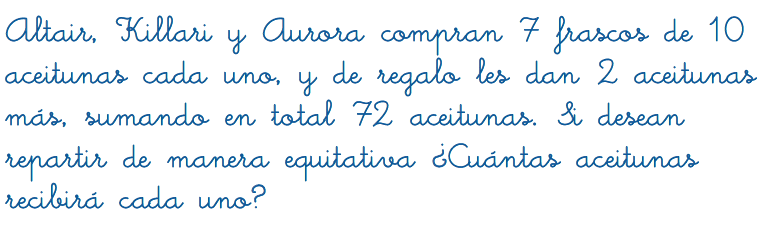 Altair, Killari y Aurora compran 7 frascos de 10
aceitunas cada uno, y de regalo les dan 2 aceitunas
más, sumando en total 72 aceitunas. Si desean
repartir de manera equitativa ¿Cuántas aceitunas
recibirá cada uno?